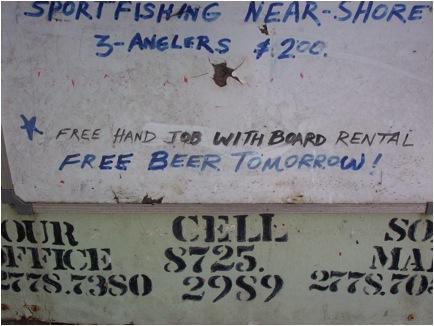 SPORTFISHING NEAR-SHORE
3-ANGLERS $200.
FREE HAND JOB WITH BOARD RENTAL
FREE BEER TOMORROW!
OUR CELL SO
OFFICE 8725. MA
2778.7380 2989 2778.70